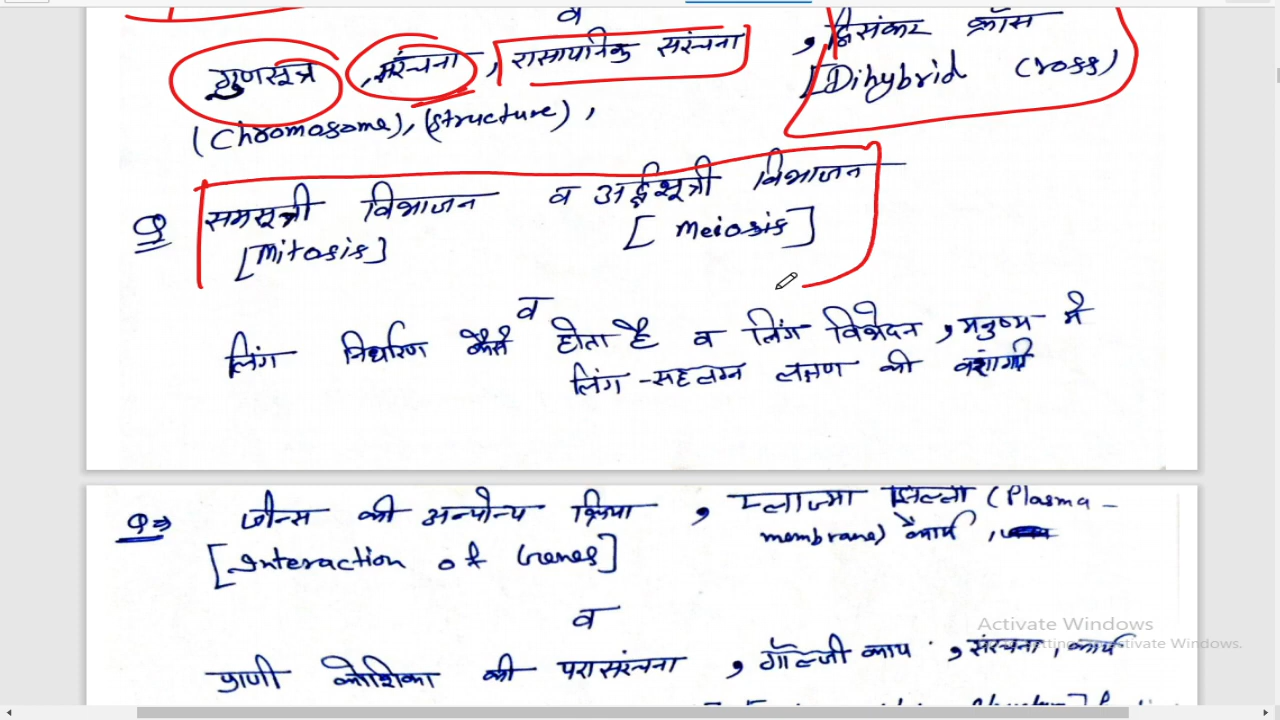 व
गुणसूत्र, संरचना, रासायनिक संरचना, द्विसंकर क्रॉस
(Chromosome), (structure), [Dihybrid Cross)
Q समसूत्री विभाजन व अर्द्धसूत्री विभाजन
[Mitosis] [Meiosis]
व
लिंग निर्धारण कैसे होता है व लिंग विभेदन, मनुष्य में
लिंग-सहलग्न लक्षण की वंशागति
Q⇒ जीन्स की अन्योन्य क्रिया, प्लाज्मा झिल्ली (Plasma-
[Interaction of Genes] membrane) कार्य,
व
प्राणी कोशिका की परासंरचना, गॉल्जी काय, संरचना, कार्य
Activate Windows